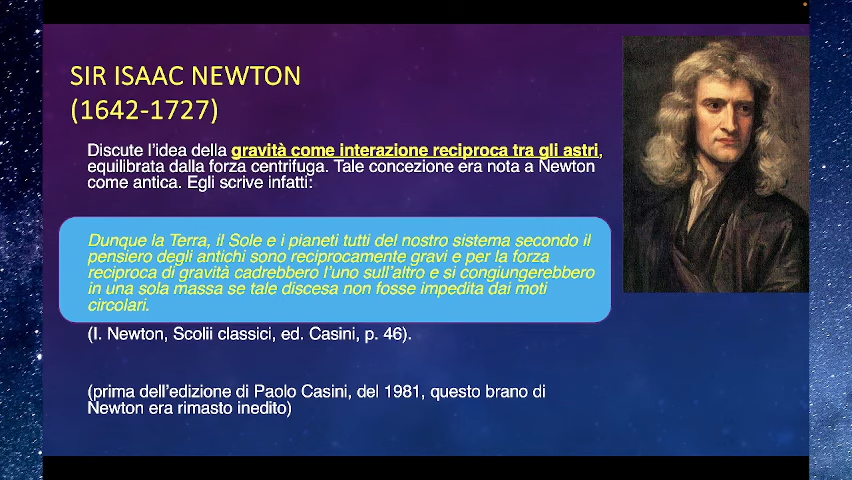 SIR ISAAC NEWTON
(1642-1727)
Discute l'idea della gravità come interazione reciproca tra gli astri,
equilibrata dalla forza centrifuga. Tale concezione era nota a Newton
come antica. Egli scrive infatti:
Dunque la Terra, il Sole e i pianeti tutti del nostro sistema secondo il
pensiero degli antichi sono reciprocamente gravi e per la forza
reciproca di gravità cadrebbero l'uno sull'altro e si congiungerebbero
in una sola massa se tale discesa non fosse impedita dai moti
circolari.
(I. Newton, Scolii classici, ed. Casini, p. 46).
(prima dell'edizione di Paolo Casini, del 1981, questo brano di
Newton era rimasto inedito)